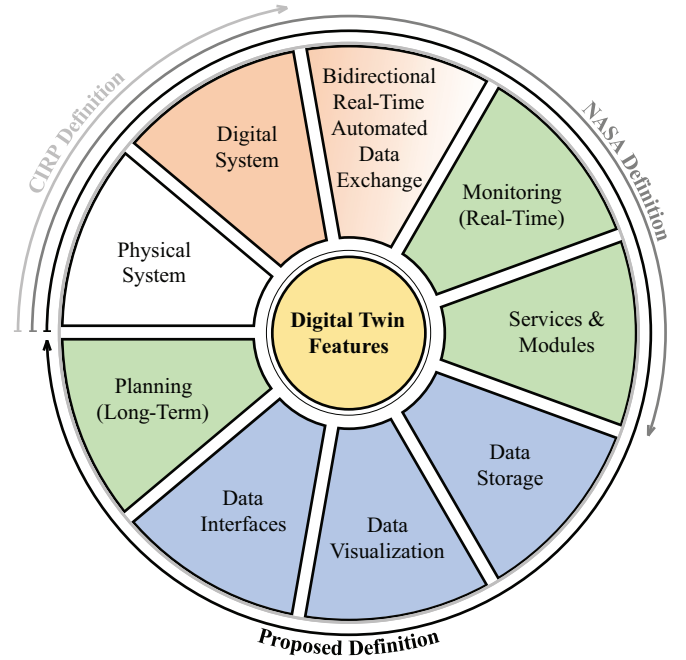 CIRP Definition
NASA Definition
Digital
System
Bidirectional
Real-Time
Automated
Data
Exchange
Monitoring
(Real-Time)
Physical
System
Services &
Modules
Digital Twin
Features
Planning
(Long-Term)
Data
Storage
Data
Interfaces
Data
Visualization
Proposed Definition